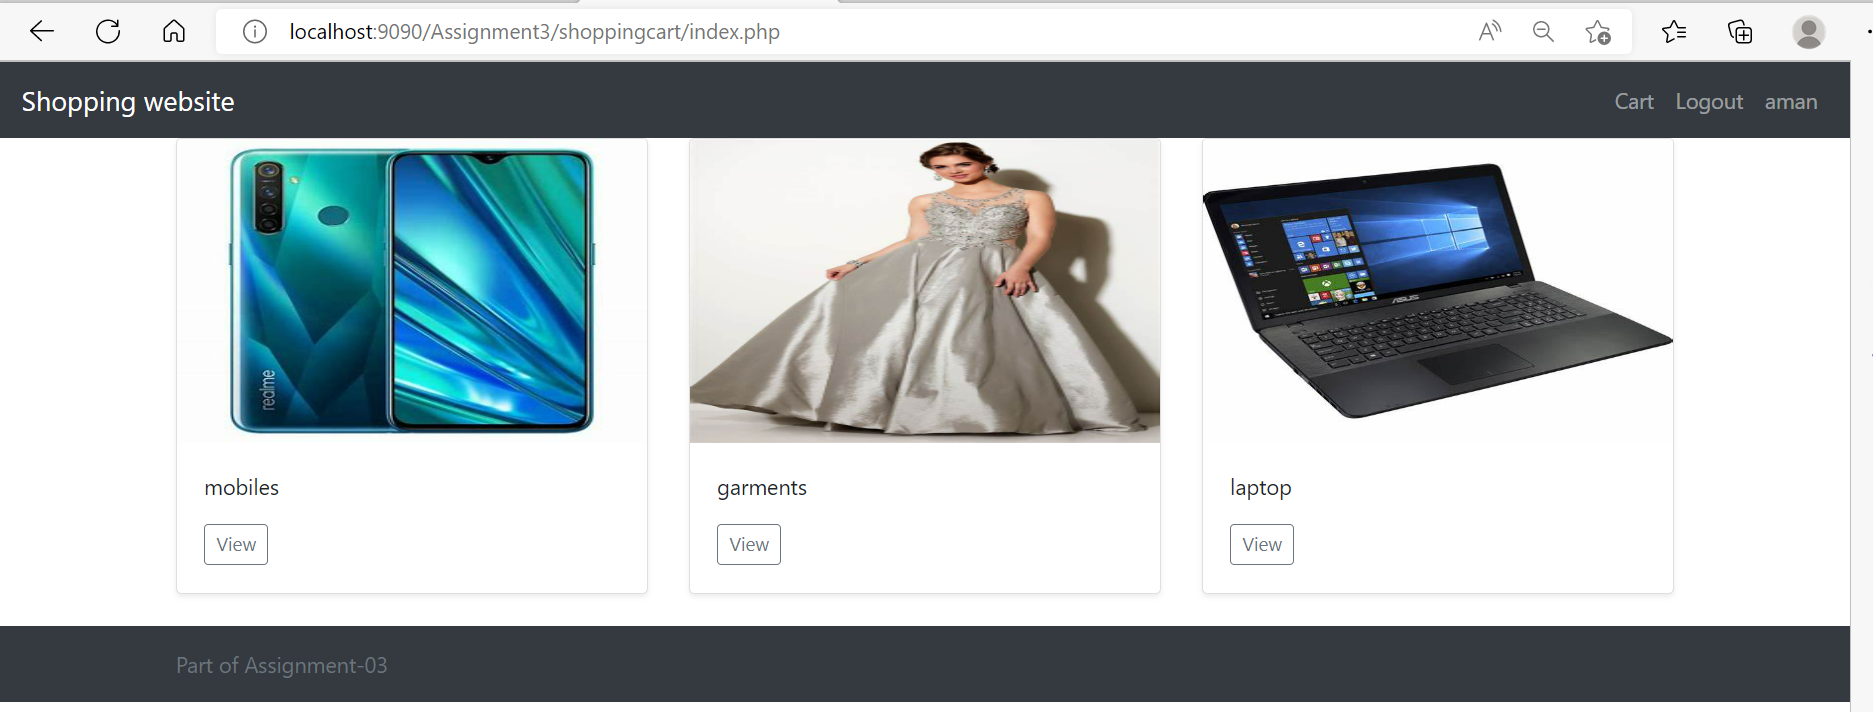 localhost:9090/Assignment3/shoppingcart/index.php
Shopping website
Cart Logout aman
realme
ASUS
mobiles
garments
laptop
View
View
View
Part of Assignment-03